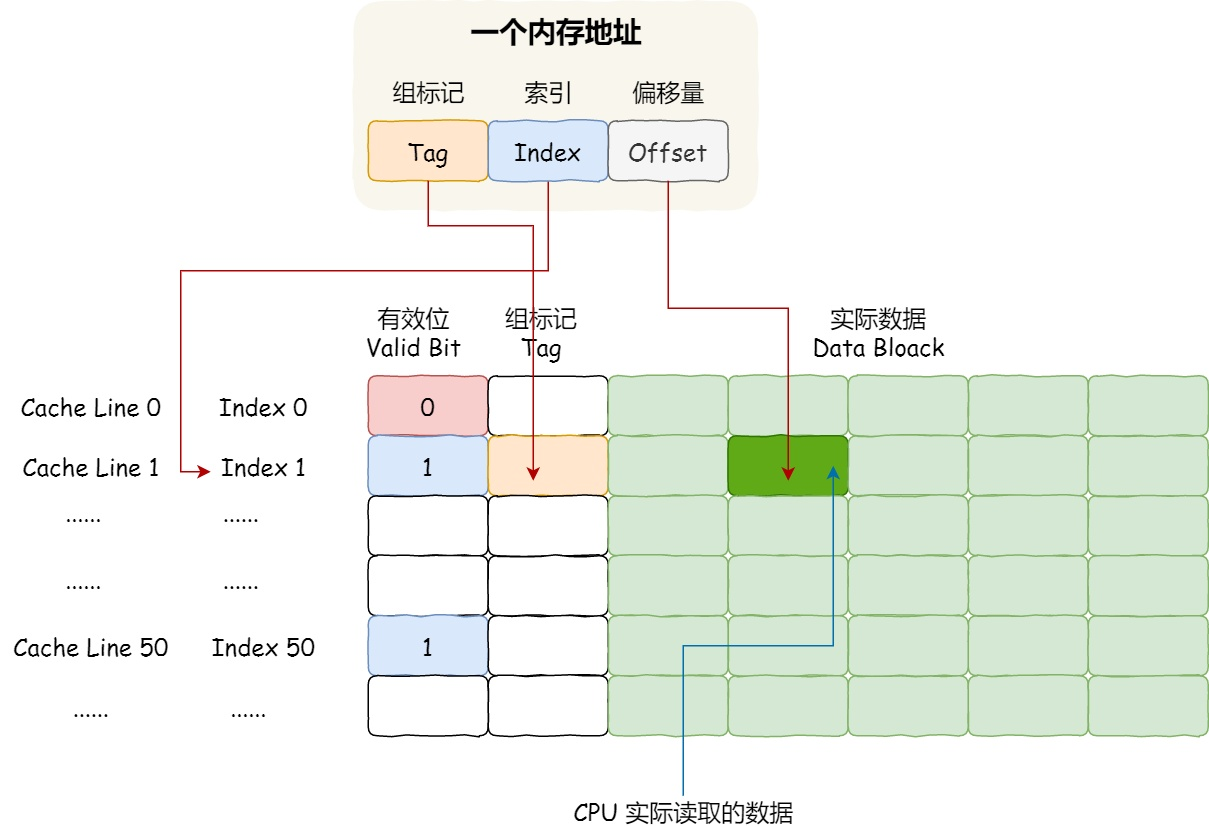 一个内存地址
组标记 索引 偏移量
Tag Index Offset
有效位 组标记 实际数据
Valid Bit Tag Data Bloack
Cache Line 0 Index 0 0
Cache Line 1 Index 1 1
...... ......
...... ......
Cache Line 50 Index 50 1
...... ......
CPU 实际读取的数据